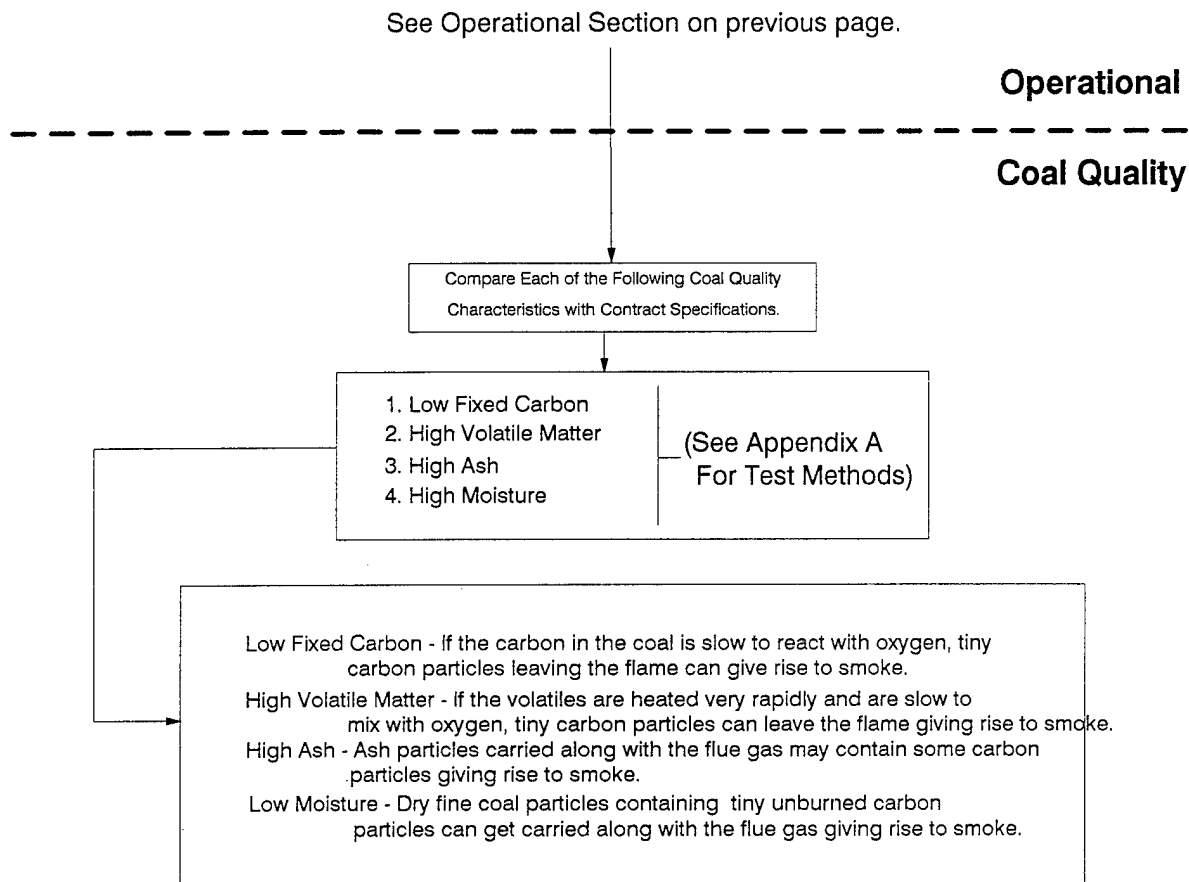 See Operational Section on previous page.
Operational
Coal Quality
Compare Each of the Following Coal Quality
Characteristics with Contract Specifications.
1. Low Fixed Carbon
2. High Volatile Matter
3. High Ash
4. High Moisture
(See Appendix A
For Test Methods)
Low Fixed Carbon - If the carbon in the coal is slow to react with oxygen, tiny
carbon particles leaving the flame can give rise to smoke.
High Volatile Matter - If the volatiles are heated very rapidly and are slow to
mix with oxygen, tiny carbon particles can leave the flame giving rise to smoke.
High Ash - Ash particles carried along with the flue gas may contain some carbon
particles giving rise to smoke.
Low Moisture - Dry fine coal particles containing tiny unburned carbon
particles can get carried along with the flue gas giving rise to smoke.